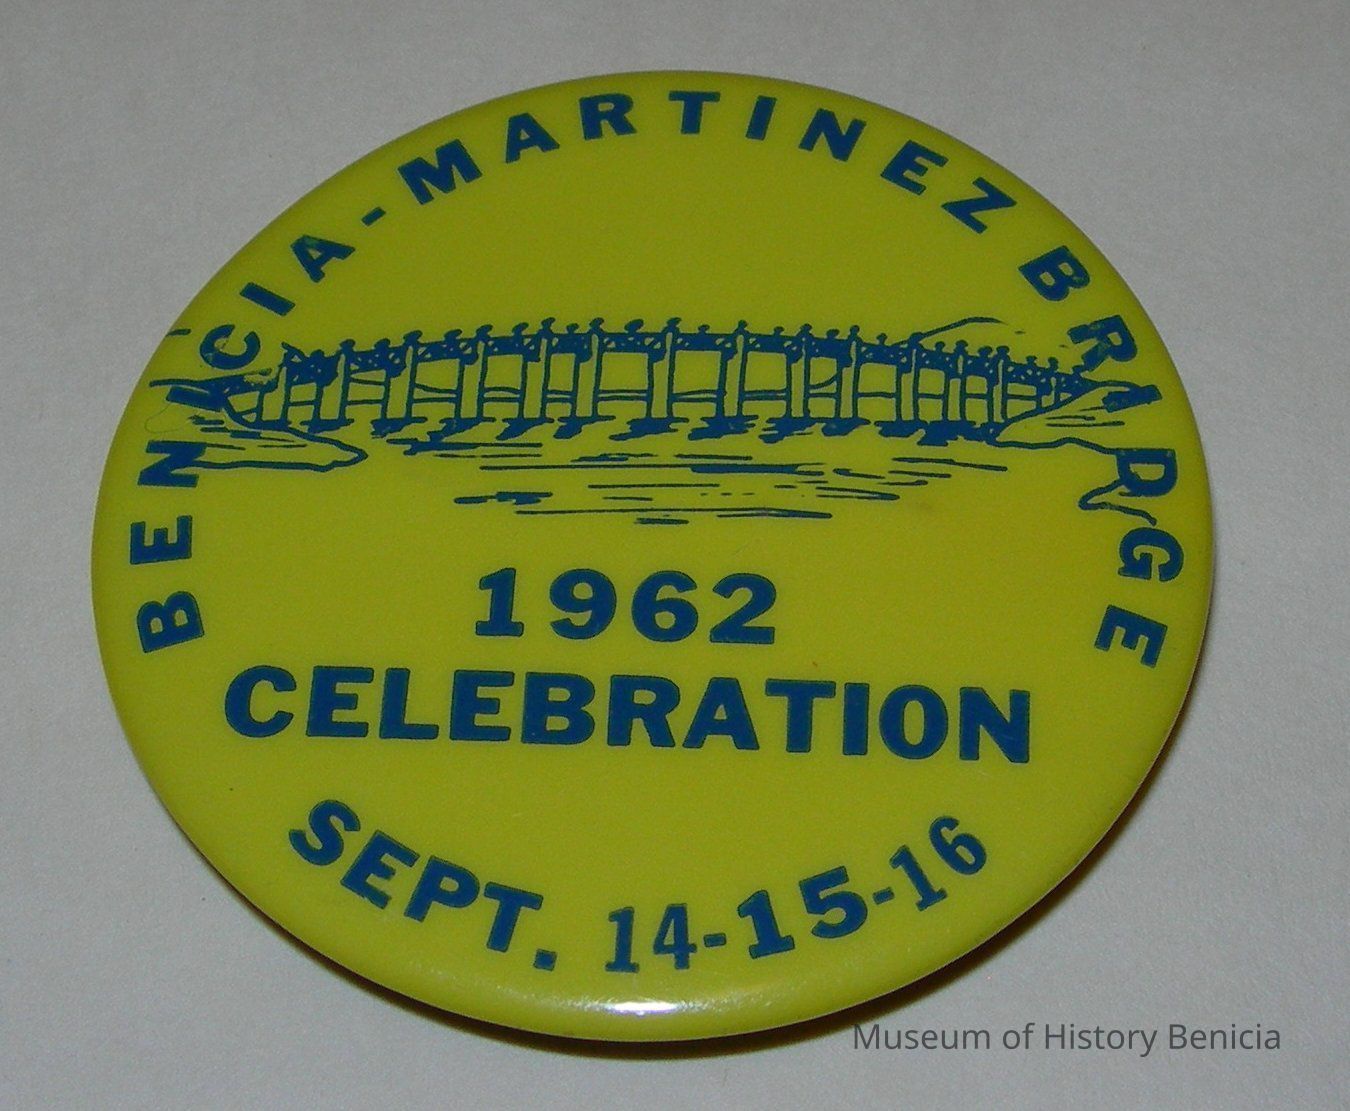 BENICIA-MARTINEZ BRIDGE
1962
CELEBRATION
SEPT. 14-15-16
Museum of History Benicia